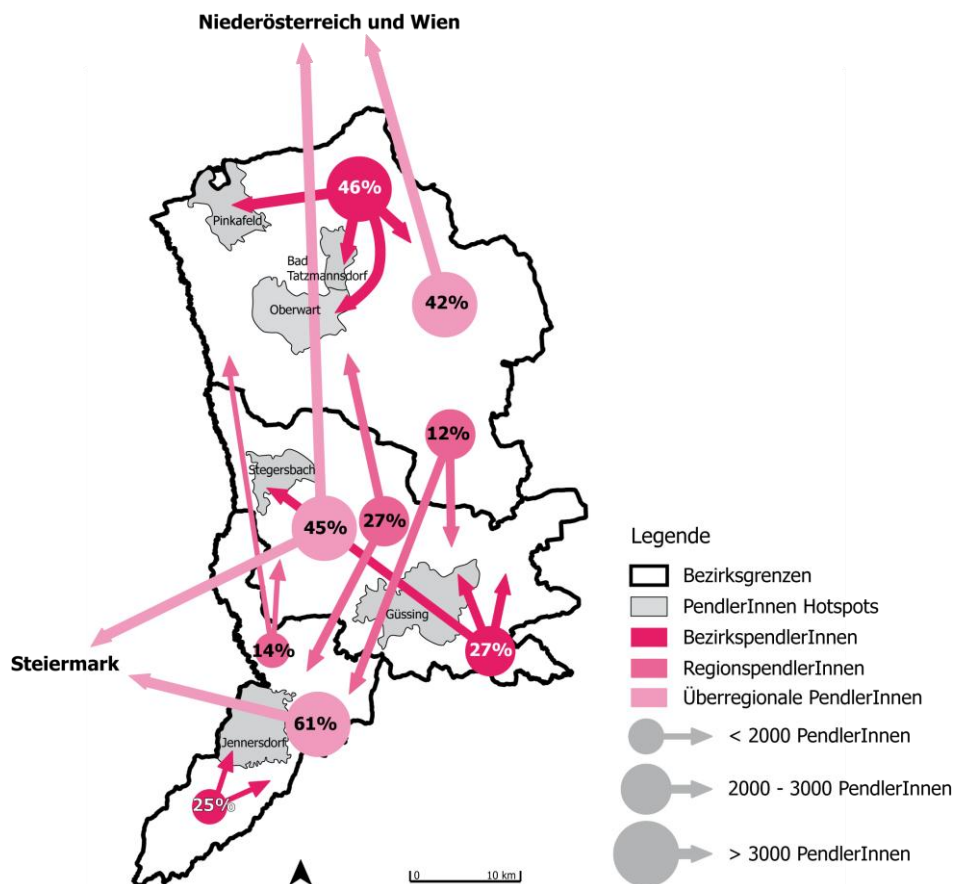 Niederösterreich und Wien
46%
Pinkafeld
Bad
Tatzmannsdorf
Oberwart
42%
12%
Stegersbach
45%
27%
Güssing
27%
14%
Steiermark
61%
Jennersdorf
25%
0 10 km
Legende
Bezirksgrenzen
PendlerInnen Hotspots
BezirkspendlerInnen
RegionspendlerInnen
Überregionale PendlerInnen
< 2000 PendlerInnen
2000 - 3000 PendlerInnen
> 3000 PendlerInnen